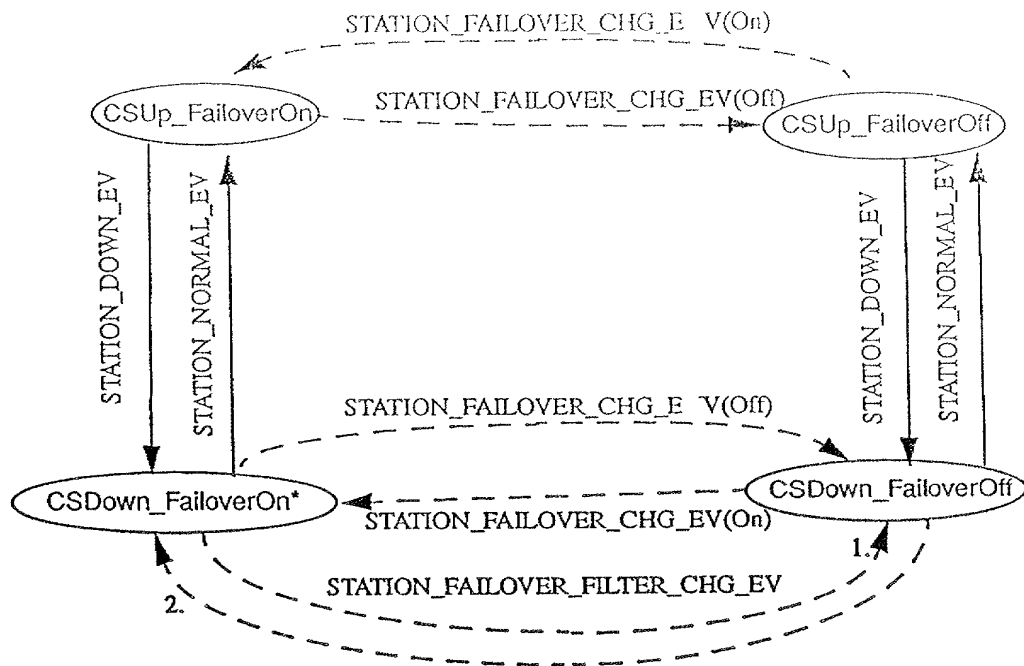 STATION_FAILOVER_CHG_E V(On)
CSUp_FailoverOn
STATION_FAILOVER_CHG_EV(Off)
CSUp_FailoverOff
STATION_DOWN_EV
STATION_NORMAL_EV
STATION_DOWN_EV
STATION_NORMAL_EV
STATION_FAILOVER_CHG_E V(Off)
CSDown_FailoverOn*
CSDown_FailoverOff
STATION_FAILOVER_CHG_EV(On)
1.
STATION_FAILOVER_FILTER_CHG_EV
2.